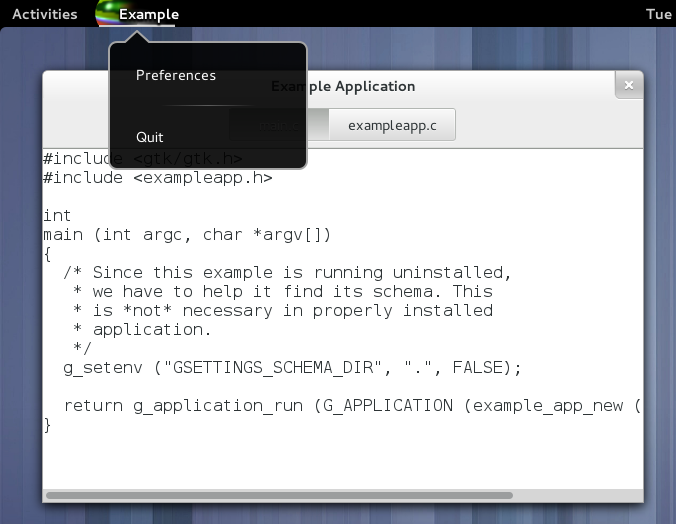 Activities
Example
Tue
Preferences
Quit
Example Application
exampleapp.c
#include <gtk/gtk.h>
#include <exampleapp.h>
int
main (int argc, char *argv[])
{
/* Since this example is running uninstalled,
* we have to help it find its schema. This
* is *not* necessary in properly installed
* application.
*/
g_setenv ("GSETTINGS_SCHEMA_DIR", ".", FALSE);
return g_application_run (G_APPLICATION (example_app_new (
}